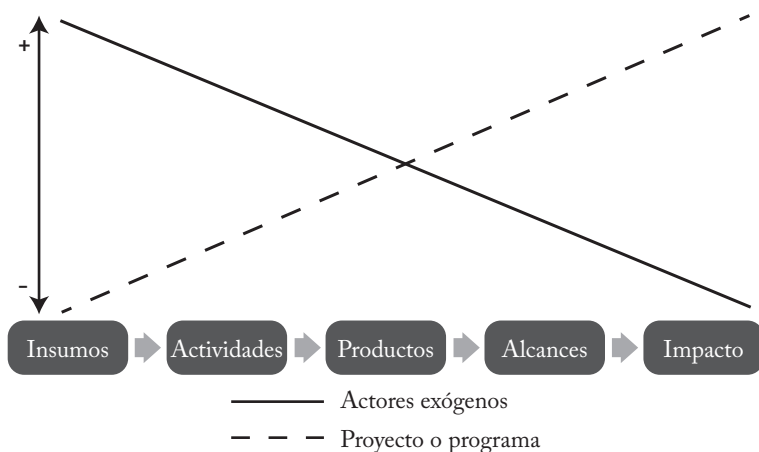 +
–
Insumos Actividades Productos Alcances Impacto
Actores exógenos
Proyecto o programa